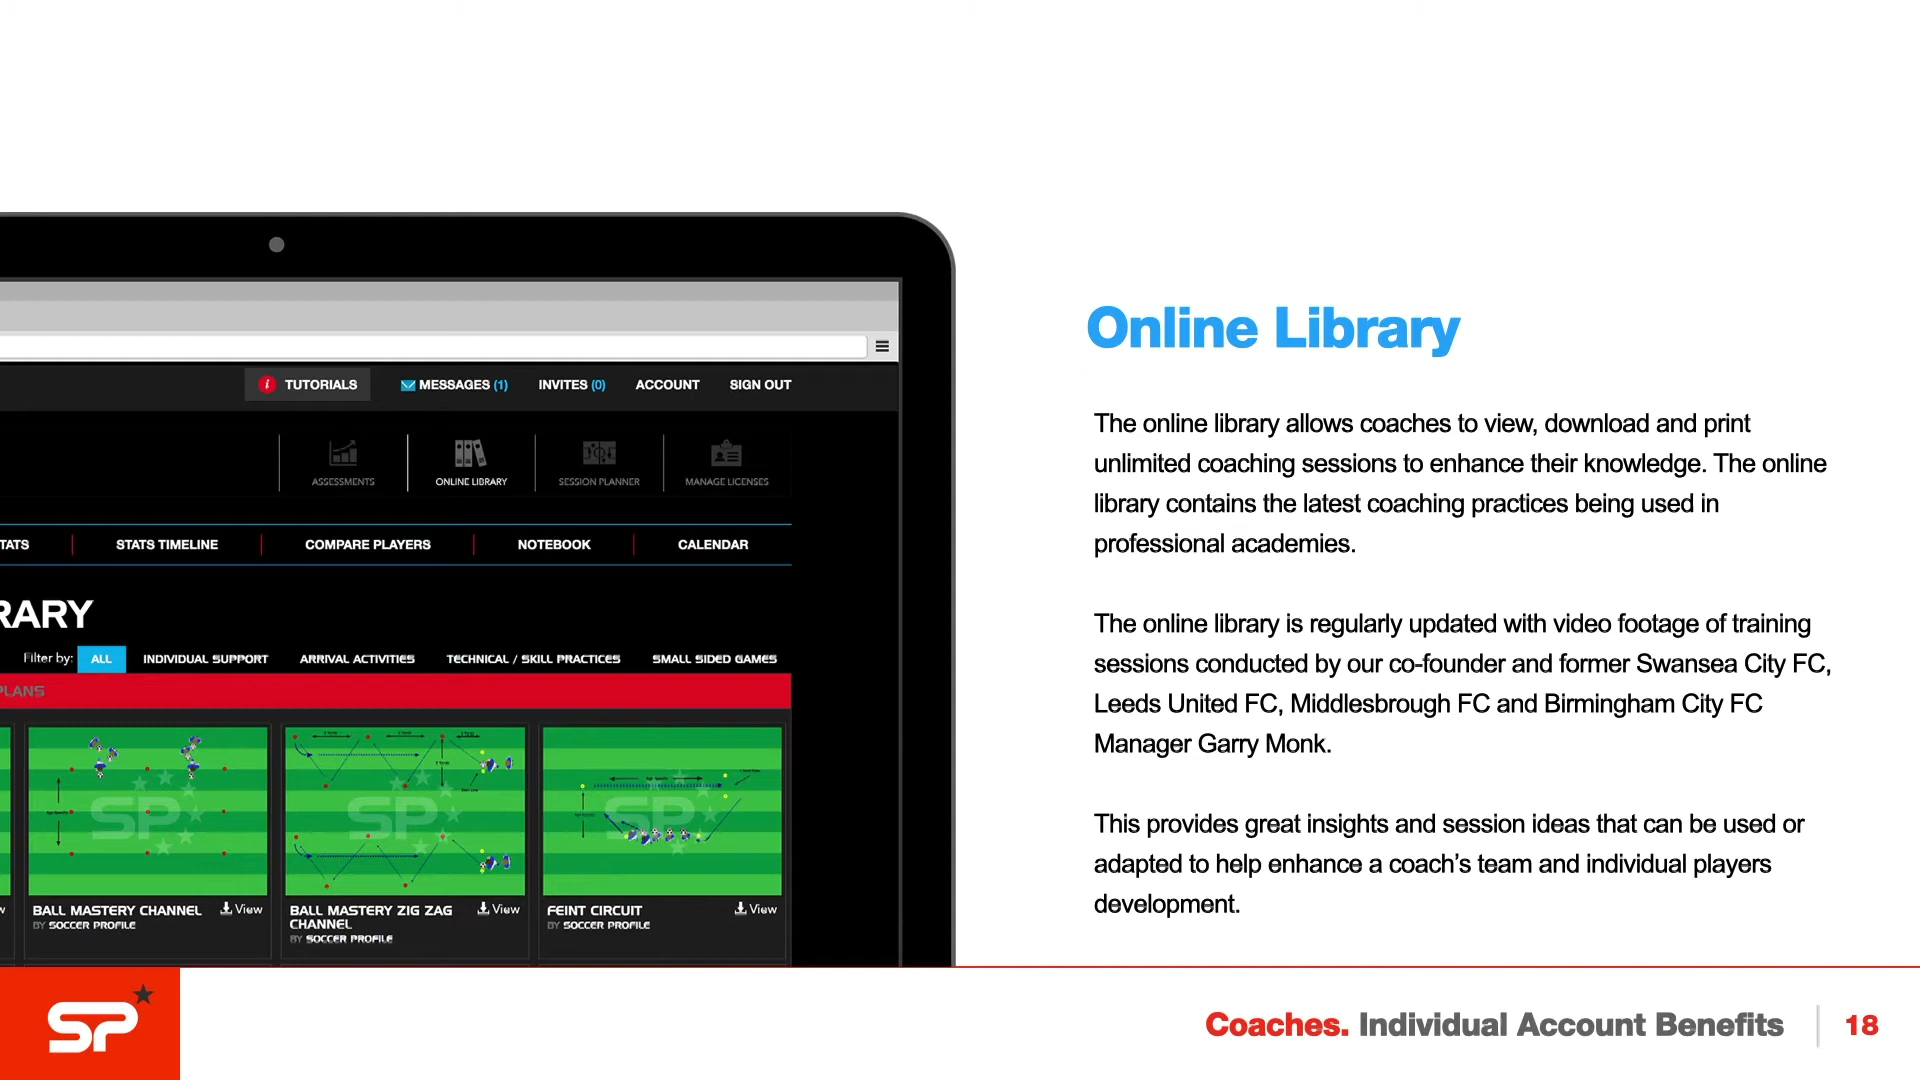 TUTORIALS MESSAGES (1) INVITES (0) ACCOUNT SIGN OUT
ASSESSMENTS ONLINE LIBRARY SESSION PLANNER MANAGE LICENSES
TATS STATS TIMELINE COMPARE PLAYERS NOTEBOOK CALENDAR
RARY
Filter by: ALL INDIVIDUAL SUPPORT ARRIVAL ACTIVITIES TECHNICAL / SKILL PRACTICES SMALL SIDED GAMES
PLANS
SP SP SP
BALL MASTERY CHANNEL View
BY SOCCER PROFILE
BALL MASTERY ZIG ZAG View
CHANNEL
BY SOCCER PROFILE
FEINT CIRCUIT View
BY SOCCER PROFILE
Online Library
The online library allows coaches to view, download and print
unlimited coaching sessions to enhance their knowledge. The online
library contains the latest coaching practices being used in
professional academies.
The online library is regularly updated with video footage of training
sessions conducted by our co-founder and former Swansea City FC,
Leeds United FC, Middlesbrough FC and Birmingham City FC
Manager Garry Monk.
This provides great insights and session ideas that can be used or
adapted to help enhance a coach's team and individual players
development.
SP
Coaches. Individual Account Benefits 18